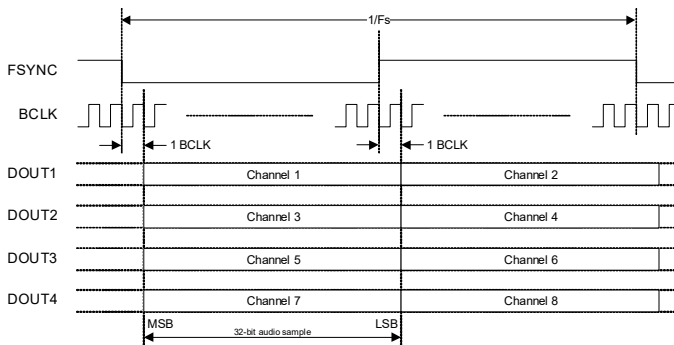 1/Fs
FSYNC
BCLK
1 BCLK 1 BCLK
DOUT1 Channel 1 Channel 2
DOUT2 Channel 3 Channel 4
DOUT3 Channel 5 Channel 6
DOUT4 Channel 7 Channel 8
MSB LSB
32-bit audio sample